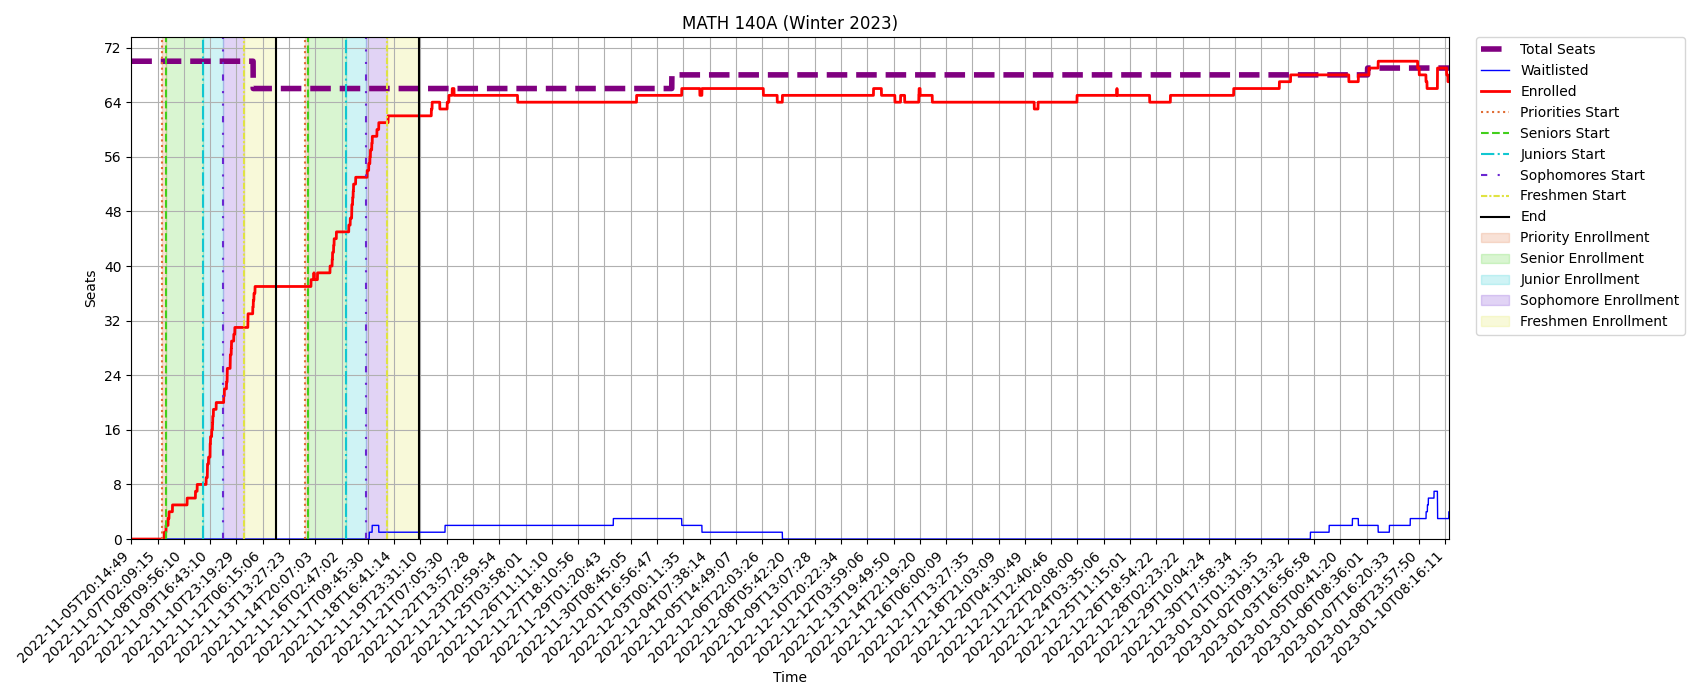 MATH 140A (Winter 2023)
Seats
72
64
56
48
40
32
24
16
8
0
2022-11-05T20:14:49
2022-11-07T02:09:15
2022-11-08T09:56:10
2022-11-09T16:43:10
2022-11-10T23:19:29
2022-11-12T06:15:06
2022-11-13T13:27:23
2022-11-14T20:07:03
2022-11-16T02:47:02
2022-11-17T09:45:30
2022-11-18T16:41:14
2022-11-19T23:31:10
2022-11-21T07:05:30
2022-11-22T13:57:28
2022-11-23T20:59:54
2022-11-25T03:58:01
2022-11-26T11:11:10
2022-11-27T18:10:56
2022-11-29T01:20:43
2022-11-30T08:45:05
2022-12-01T16:56:47
2022-12-03T00:11:35
2022-12-04T07:38:14
2022-12-05T14:49:07
2022-12-06T22:03:26
2022-12-08T05:42:20
2022-12-09T13:07:28
2022-12-10T20:22:34
2022-12-12T03:59:06
2022-12-13T19:49:50
2022-12-14T22:19:20
2022-12-16T06:00:09
2022-12-17T13:27:35
2022-12-18T21:03:09
2022-12-20T04:30:49
2022-12-21T12:40:46
2022-12-22T20:08:00
2022-12-24T03:35:06
2022-12-25T11:15:01
2022-12-26T18:54:22
2022-12-28T02:23:22
2022-12-29T10:04:24
2022-12-30T17:58:34
2023-01-01T01:31:35
2023-01-02T09:13:32
2023-01-03T16:56:58
2023-01-05T00:41:20
2023-01-06T08:36:01
2023-01-07T16:20:33
2023-01-08T23:57:50
2023-01-10T08:16:11
Time
Total Seats
Waitlisted
Enrolled
Priorities Start
Seniors Start
Juniors Start
Sophomores Start
Freshmen Start
End
Priority Enrollment
Senior Enrollment
Junior Enrollment
Sophomore Enrollment
Freshmen Enrollment